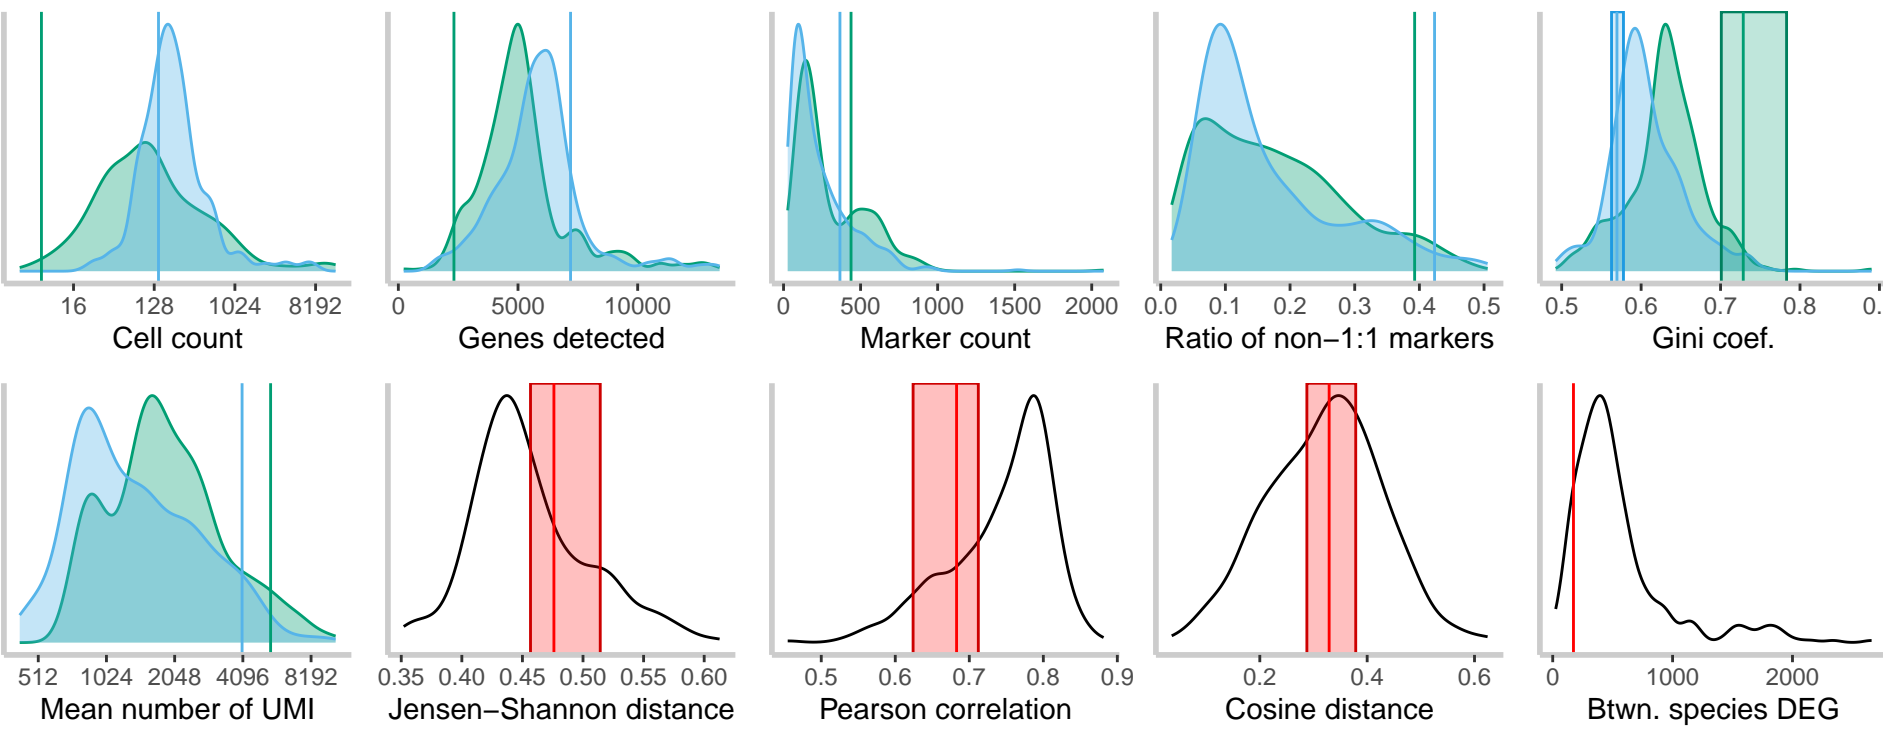 16 128 1024 8192
Cell count
0 5000 10000
Genes detected
0 500 1000 1500 2000
Marker count
0.0 0.1 0.2 0.3 0.4 0.5
Ratio of non−1:1 markers
0.5 0.6 0.7 0.8 0.
Gini coef.
512 1024 2048 4096 8192
Mean number of UMI
0.35 0.40 0.45 0.50 0.55 0.60
Jensen−Shannon distance
0.5 0.6 0.7 0.8 0.9
Pearson correlation
0.2 0.4 0.6
Cosine distance
0 1000 2000
Btwn. species DEG